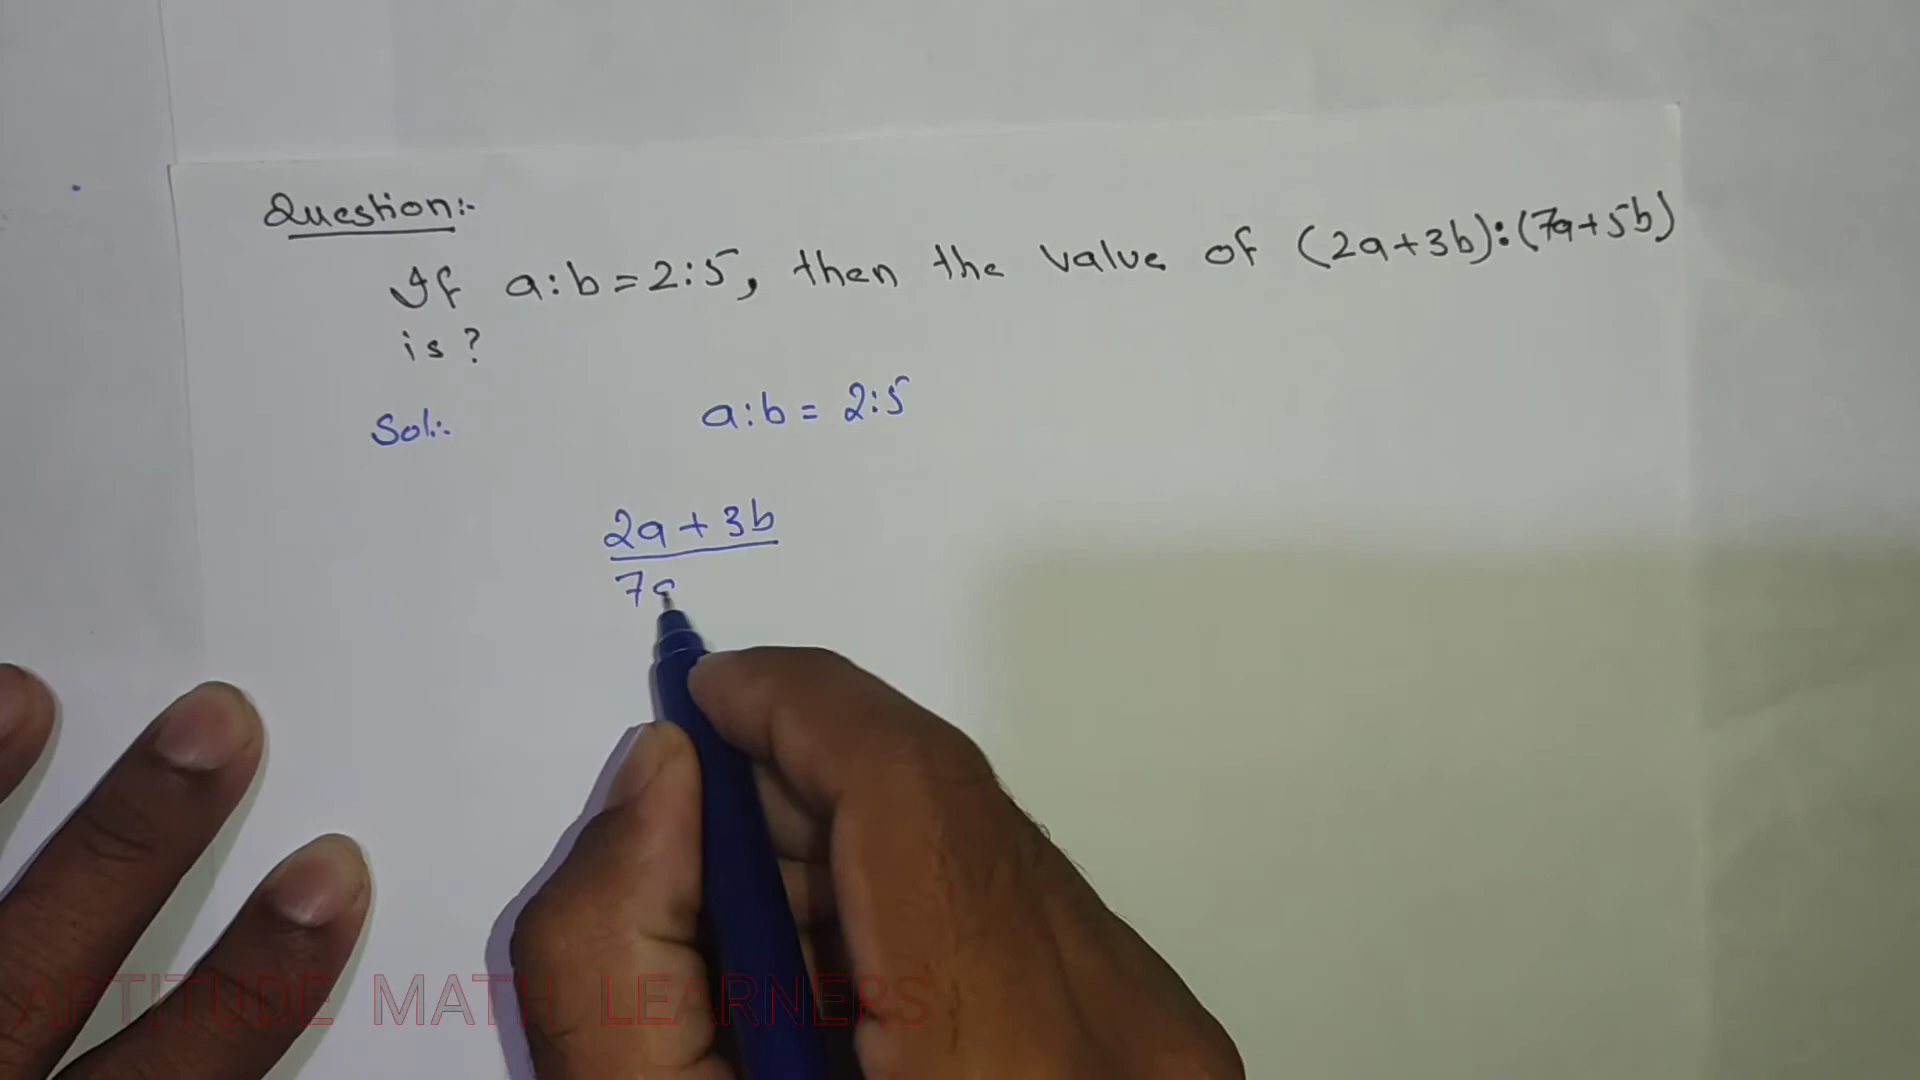 Question:-
If a:b=2:5, then the value of (2a+3b):(7a+5b)
is?
Sol:-
a:b = 2:5
2a+3b
7a
APTITUDE MATH LEARNERS